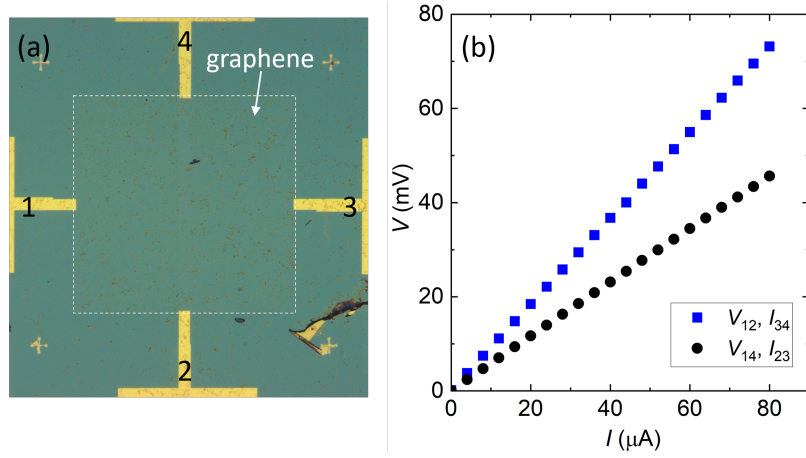 (a)
4
graphene
1
3
2
(b)
80
60
40
20
0
V (mV)
V₁₂, I₃₄
V₁₄, I₂₃
0 20 40 60 80
I (μA)